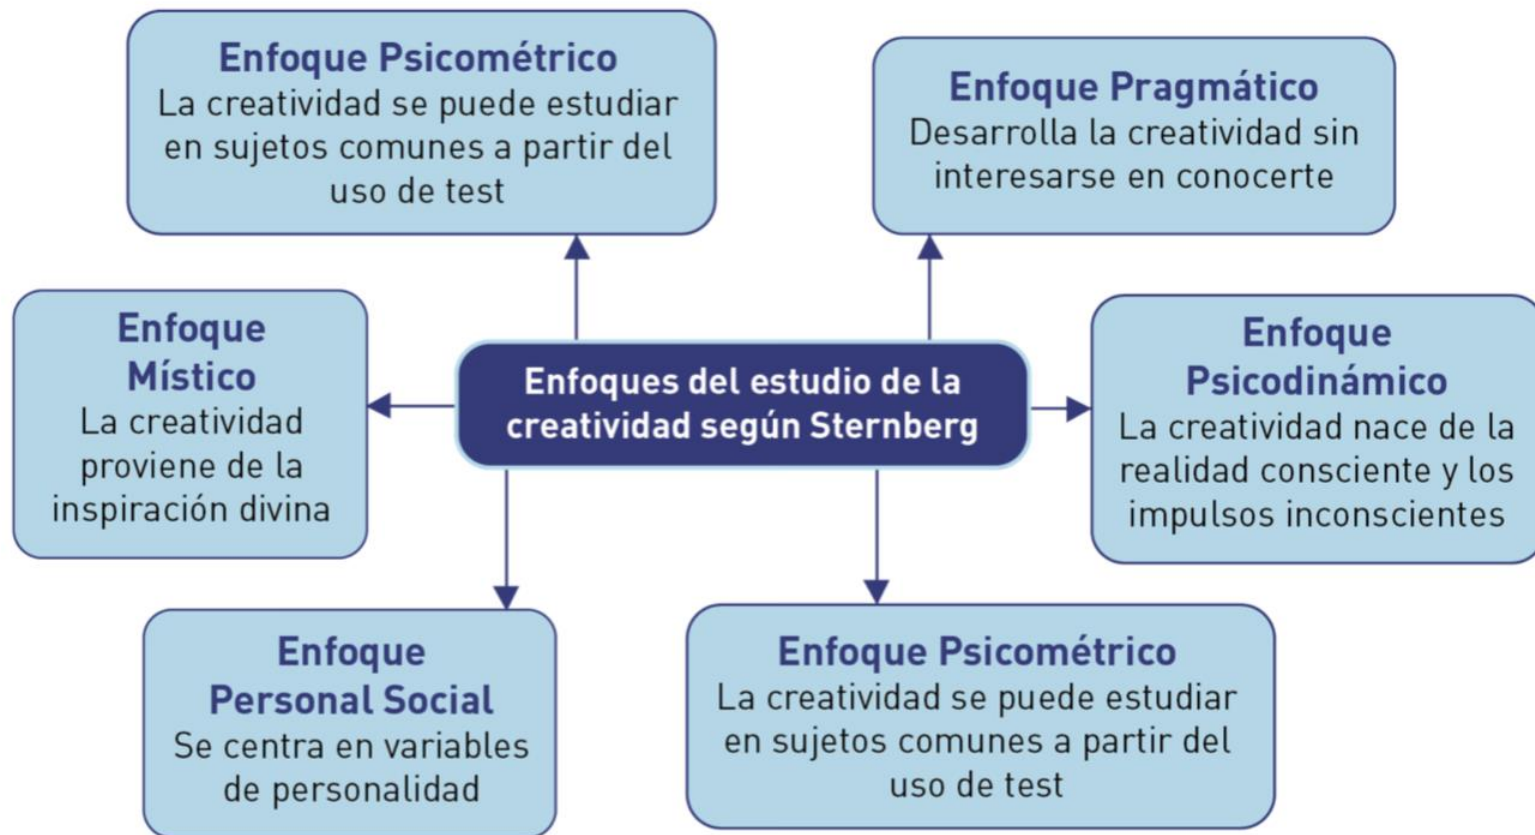 Enfoque Psicométrico
La creatividad se puede estudiar
en sujetos comunes a partir del
uso de test
Enfoque Pragmático
Desarrolla la creatividad sin
interesarse en conocerte
Enfoque
Místico
La creatividad
proviene de la
inspiración divina
Enfoques del estudio de la
creatividad según Sternberg
Enfoque
Psicodinámico
La creatividad nace de la
realidad consciente y los
impulsos inconscientes
Enfoque
Personal Social
Se centra en variables
de personalidad
Enfoque Psicométrico
La creatividad se puede estudiar
en sujetos comunes a partir del
uso de test